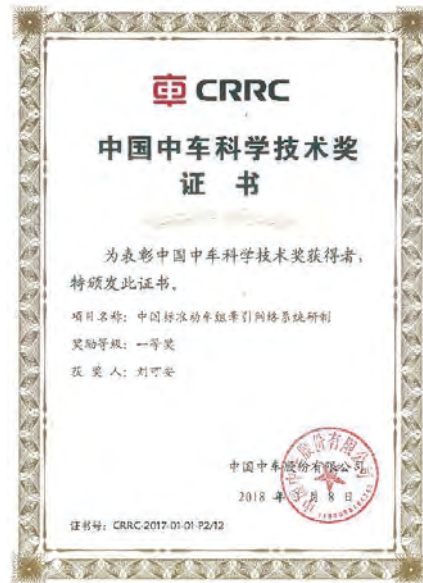 CRRC
中国中车科学技术奖
证 书
为表彰中国中车科学技术奖获得者，
特颁发此证书。
项目名称：中国标准动车组牵引网络系统研制
奖励等级：一等奖
获 奖 人：刘可安
中国中车股份有限公司
2018 年 月 8 日
证书号：CRRC-2017-01-01-P2/12